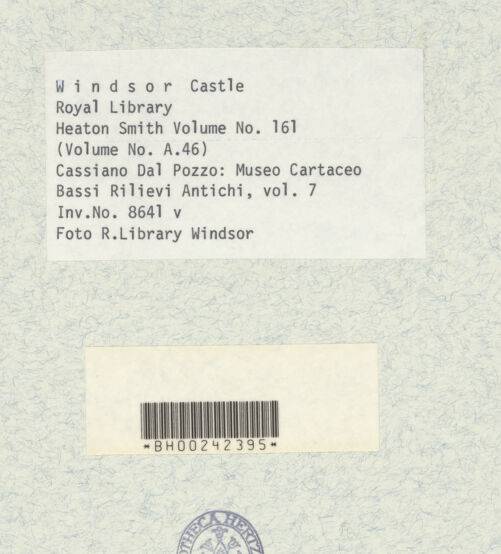 Windsor Castle
Royal Library
Heaton Smith Volume No. 161
(Volume No. A.46)
Cassiano Dal Pozzo: Museo Cartaceo
Bassi Rilievi Antichi, vol. 7
Inv.No. 8641 v
Foto R.Library Windsor
*BH00242395*